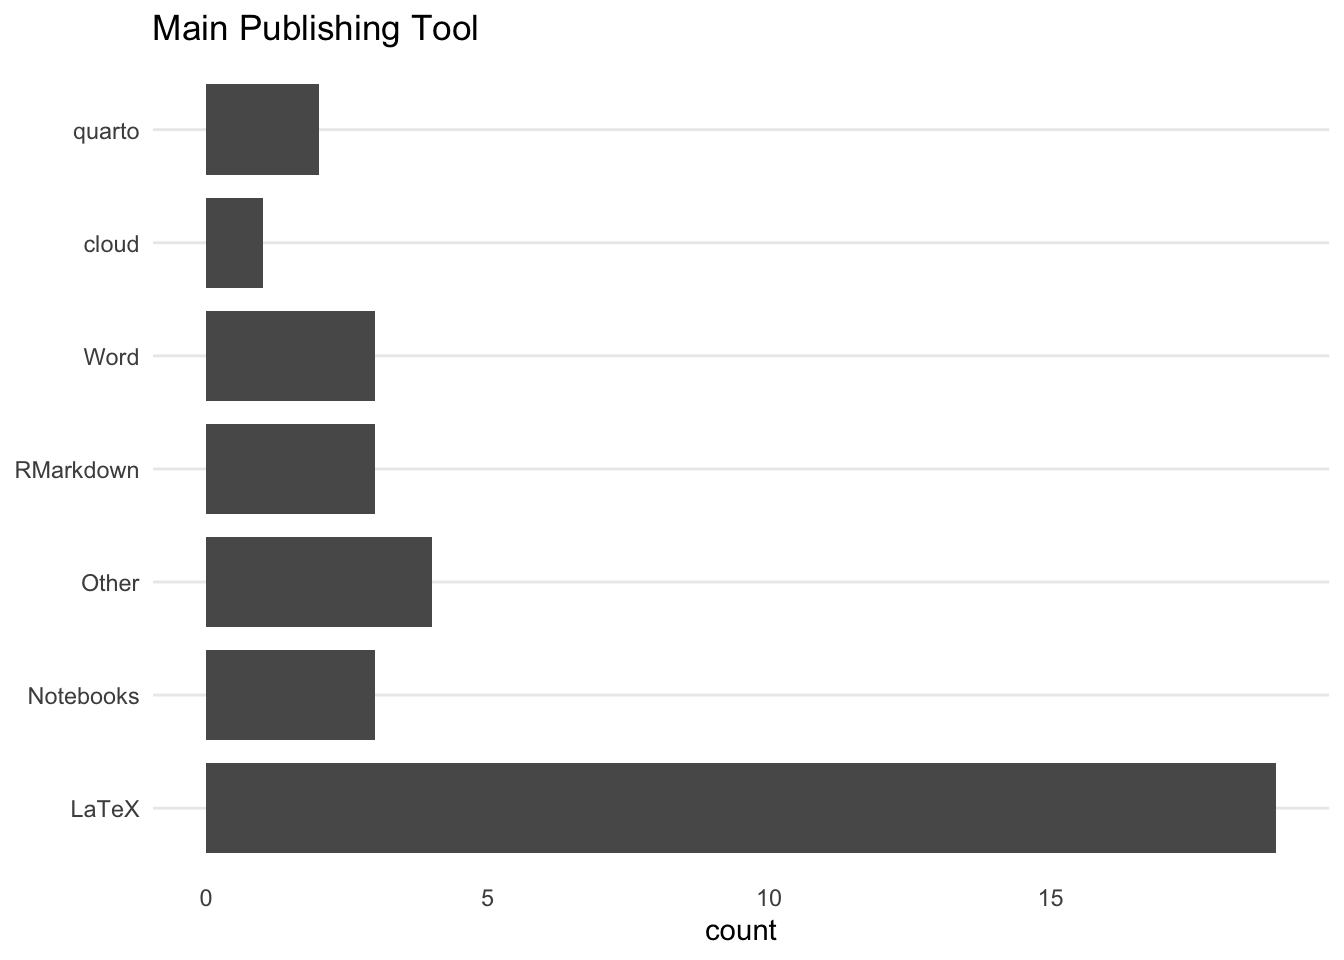 Main Publishing Tool
quarto
cloud
Word
RMarkdown
Other
Notebooks
LaTeX
0 5 10 15
count